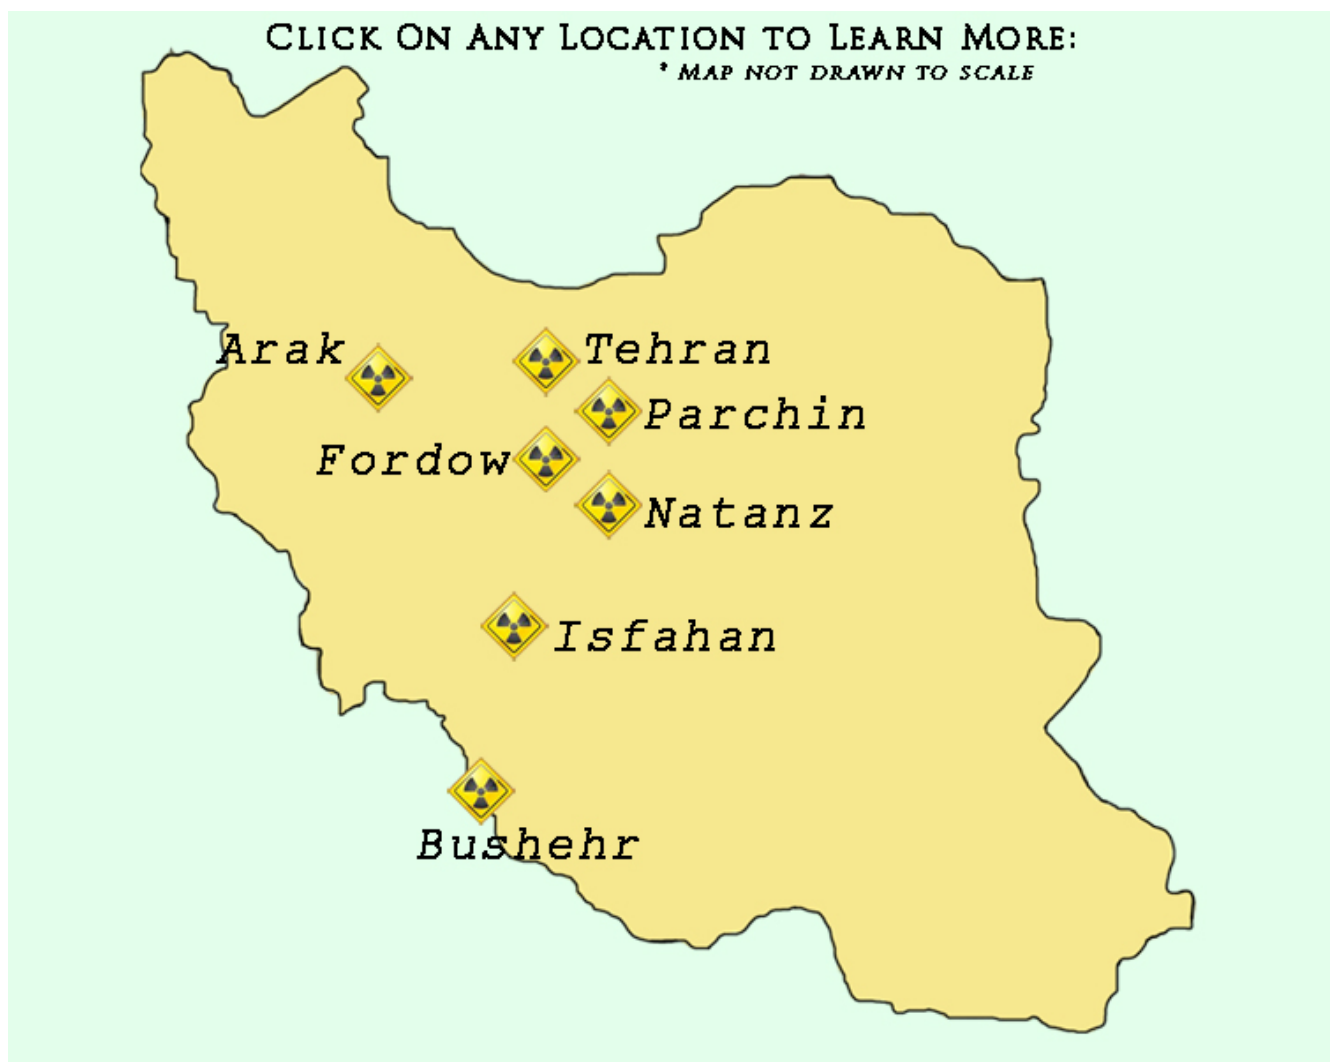 CLICK ON ANY LOCATION TO LEARN MORE:
* MAP NOT DRAWN TO SCALE
Arak
Tehran
Parchin
Fordow
Natanz
Isfahan
Bushehr